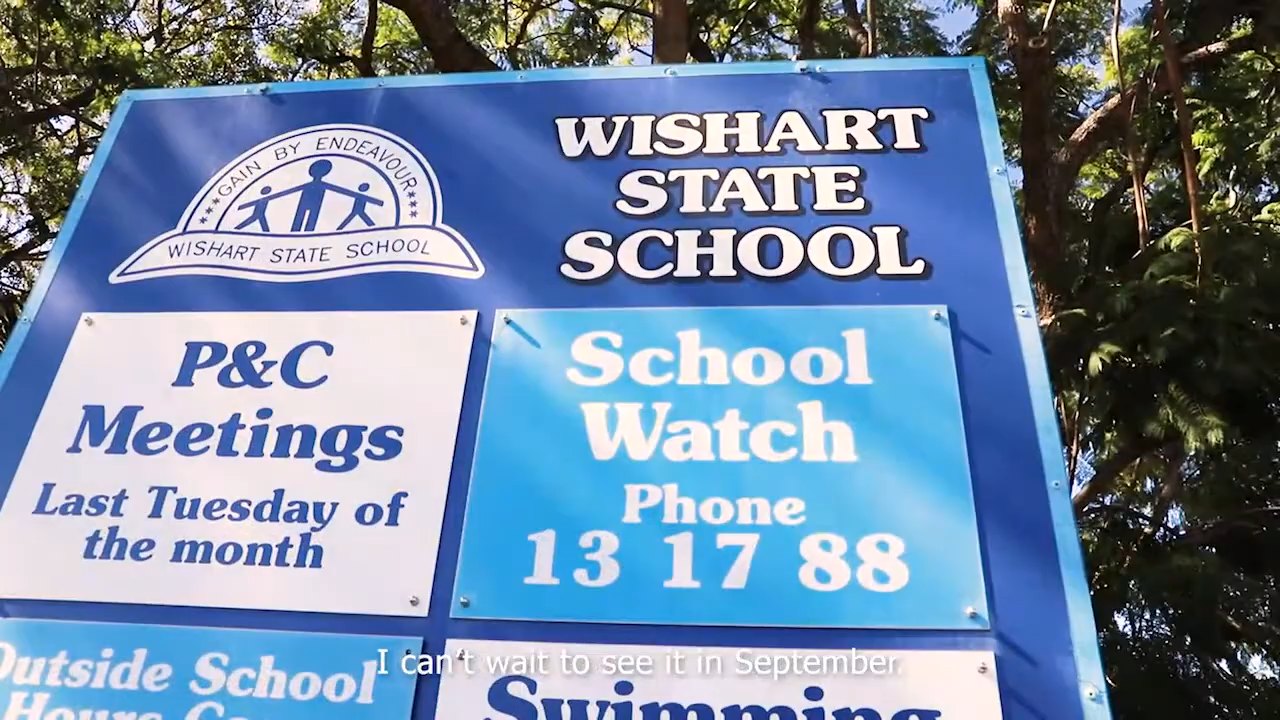 GAIN BY ENDEAVOUR
WISHART STATE SCHOOL
WISHART
STATE
SCHOOL
P&C
Meetings
Last Tuesday of
the month
School
Watch
Phone
13 17 88
Outside School
Hours
Swimming
I can't wait to see it in September.